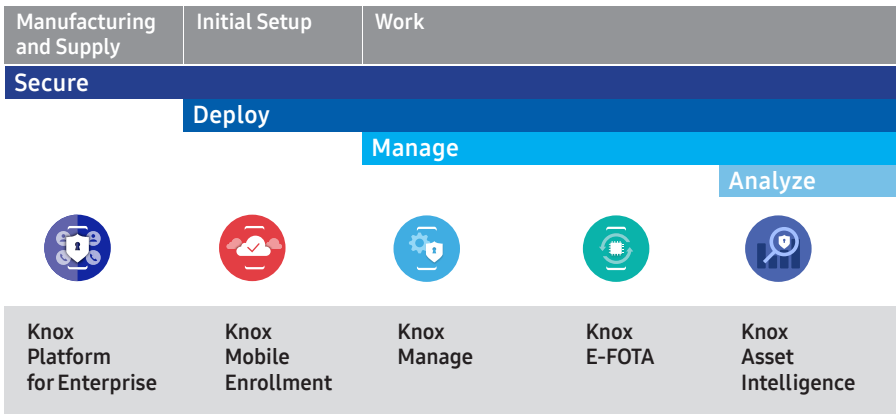 Manufacturing
and Supply
Initial Setup
Work
Secure
Deploy
Manage
Analyze
Knox
Platform
for Enterprise
Knox
Mobile
Enrollment
Knox
Manage
Knox
E-FOTA
Knox
Asset
Intelligence